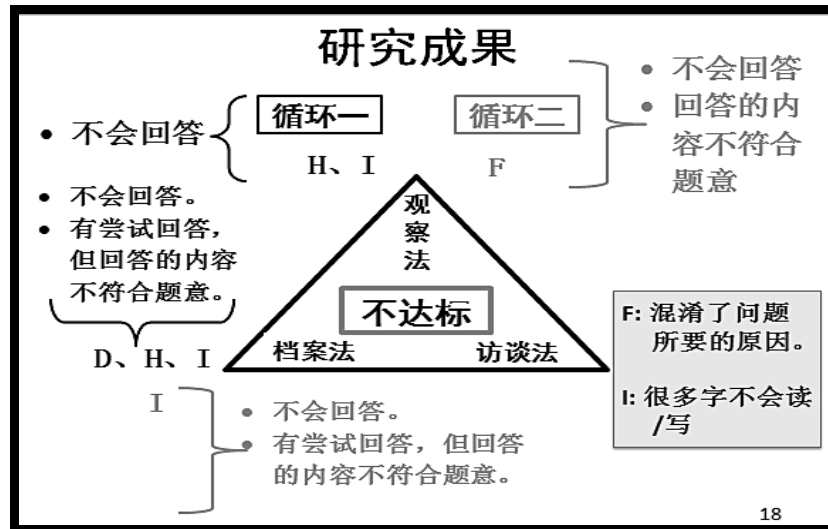 研究成果
• 不会回答
循环一
H、I
循环二
F
• 不会回答
• 回答的内
容不符合
题意
• 不会回答。
• 有尝试回答，
但回答的内容
不符合题意。
D、H、I
观
察
法
不达标
档案法
访谈法
F: 混淆了问题
所要的原因。
I: 很多字不会读
/写
I
• 不会回答。
• 有尝试回答，但回答
的内容不符合题意。
18